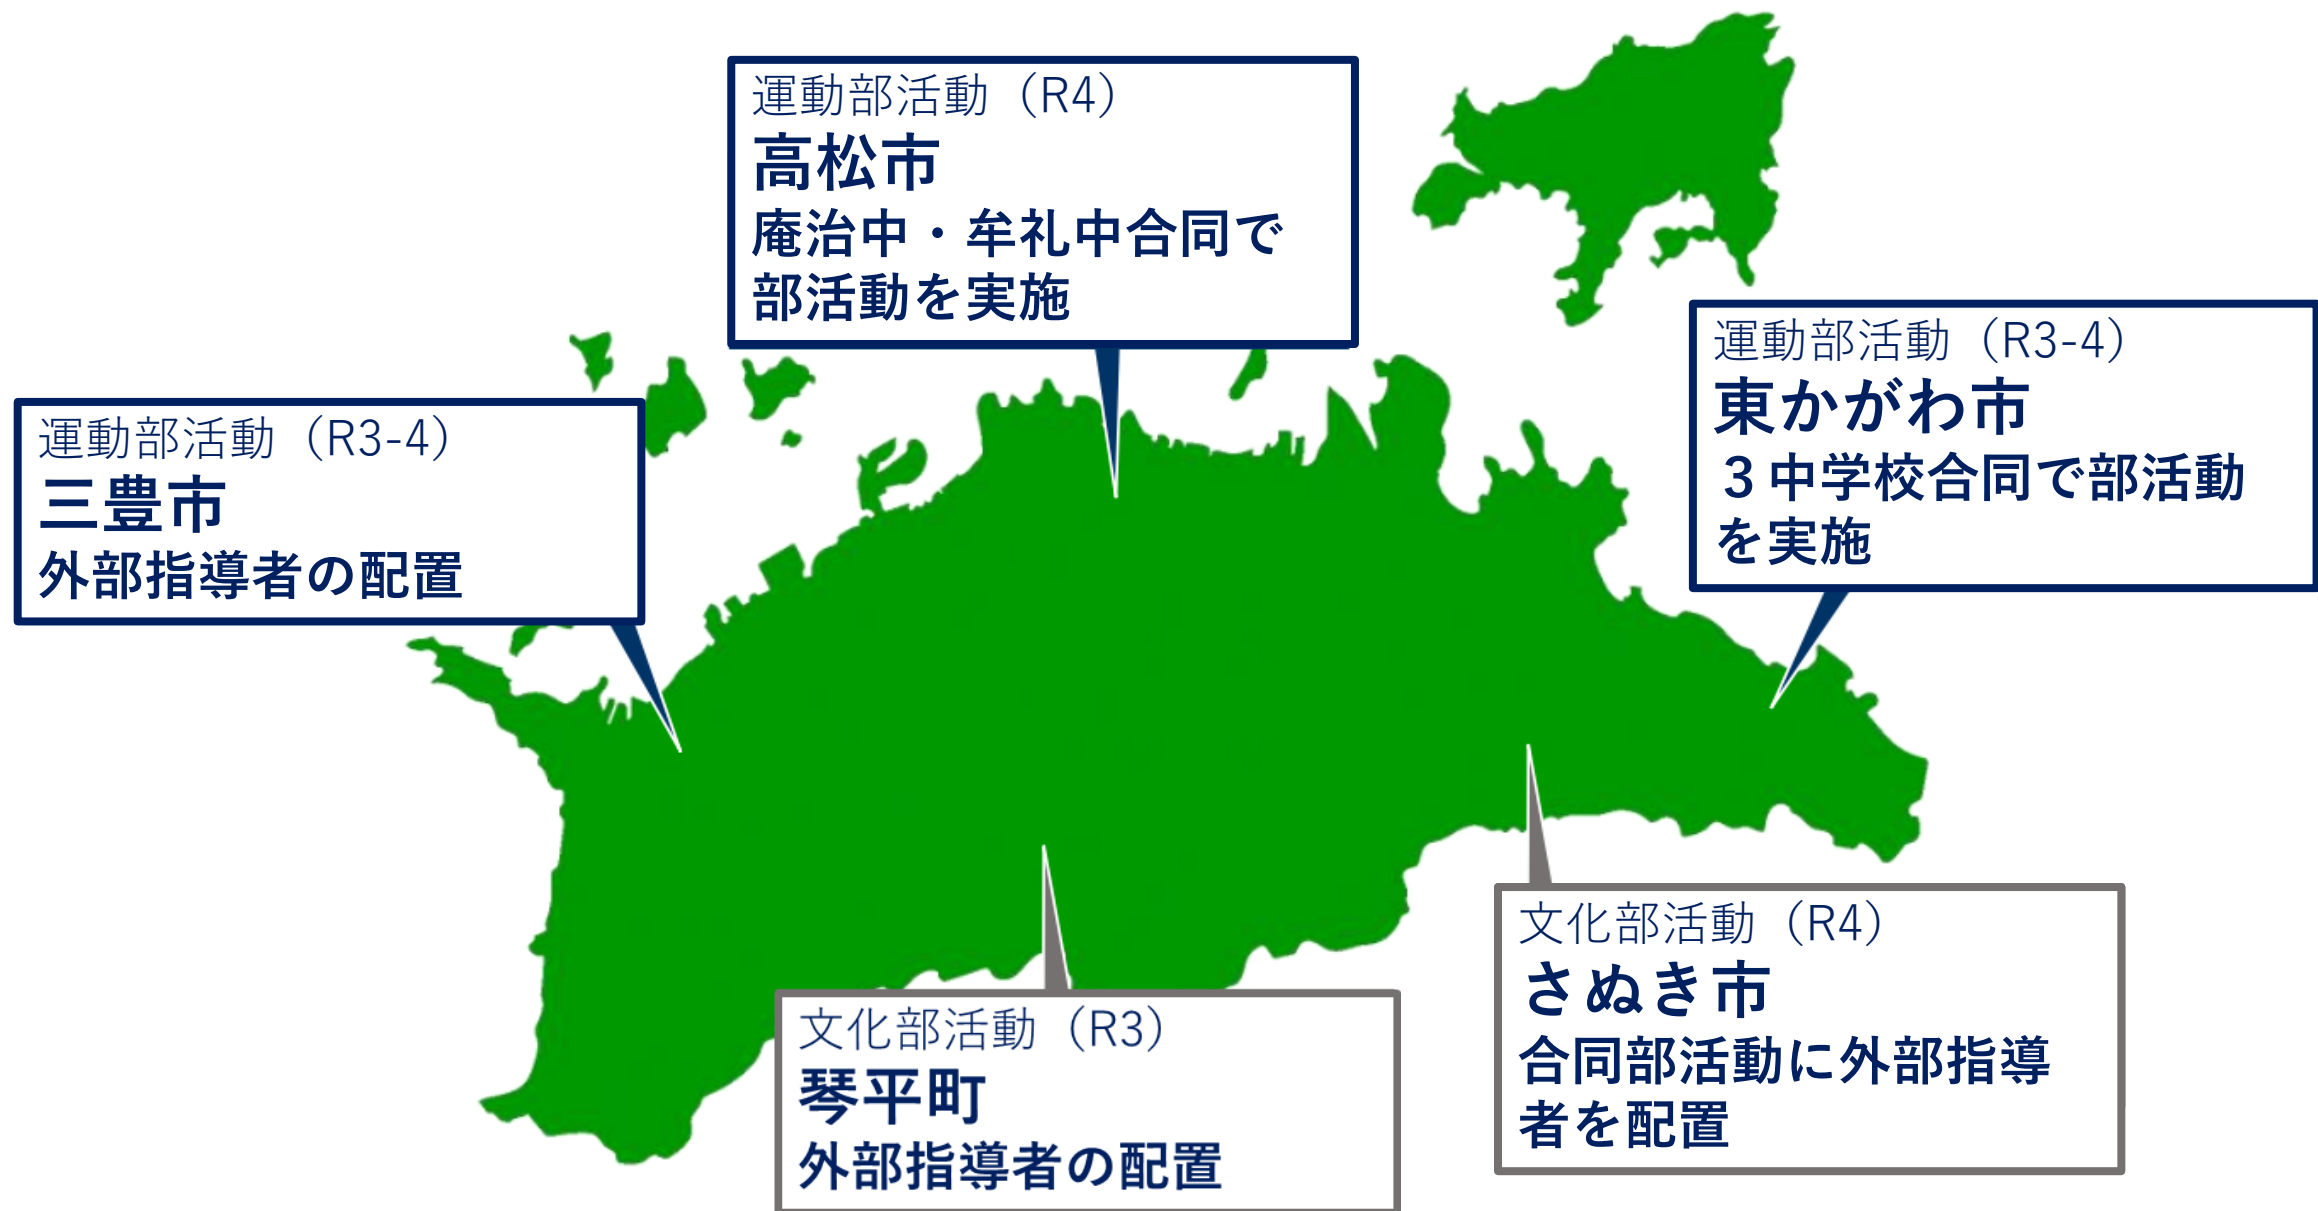 運動部活動（R4）
高松市
庵治中・牟礼中合同で
部活動を実施
運動部活動（R3-4）
東かがわ市
３中学校合同で部活動
を実施
運動部活動（R3-4）
三豊市
外部指導者の配置
文化部活動（R4）
さぬき市
合同部活動に外部指導
者を配置
文化部活動（R3）
琴平町
外部指導者の配置